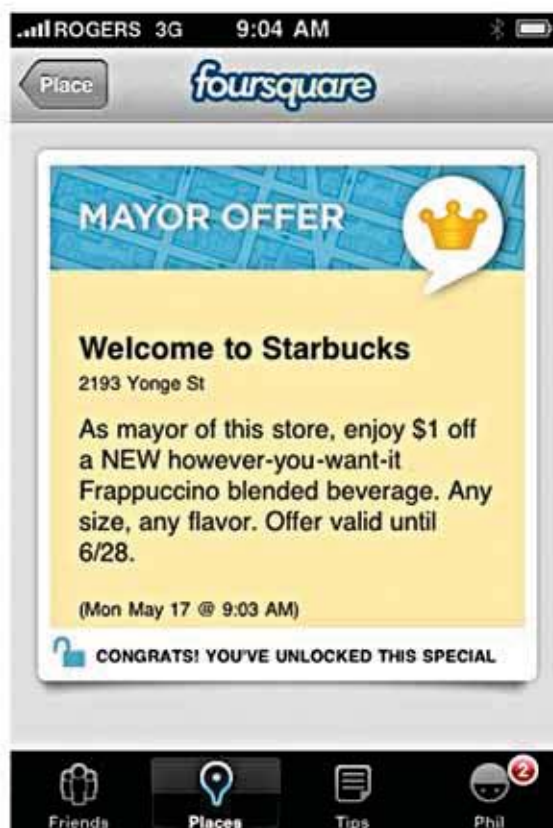 ROGERS 3G 9:04 AM
Place foursquare
MAYOR OFFER
Welcome to Starbucks
2193 Yonge St
As mayor of this store, enjoy $1 off
a NEW however-you-want-it
Frappuccino blended beverage. Any
size, any flavor. Offer valid until
6/28.
(Mon May 17 @ 9:03 AM)
CONGRATS! YOU'VE UNLOCKED THIS SPECIAL
2
Friends Places Tips Phil